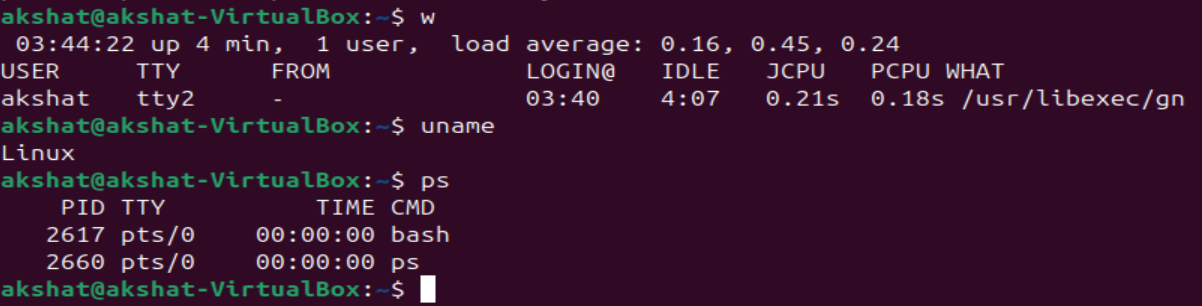 akshat@akshat-VirtualBox:~$ w
 03:44:22 up 4 min,  1 user,  load average: 0.16, 0.45, 0.24
USER     TTY      FROM             LOGIN@   IDLE   JCPU   PCPU WHAT
akshat   tty2     -                03:40    4:07   0.21s  0.18s /usr/libexec/gn
akshat@akshat-VirtualBox:~$ uname
Linux
akshat@akshat-VirtualBox:~$ ps
    PID TTY          TIME CMD
   2617 pts/0    00:00:00 bash
   2660 pts/0    00:00:00 ps
akshat@akshat-VirtualBox:~$